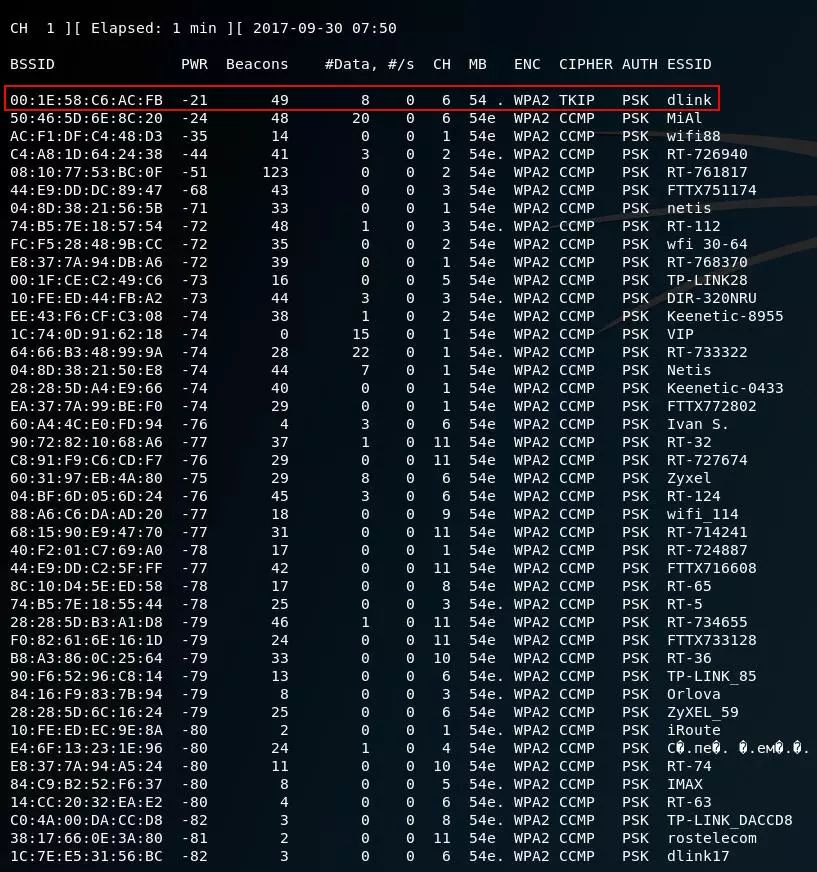 CH 1 ][ Elapsed: 1 min ][ 2017-09-30 07:50
BSSID PWR Beacons #Data, #/s CH MB ENC CIPHER AUTH ESSID
00:1E:58:C6:AC:FB -21 49 8 0 6 54 . WPA2 TKIP PSK dlink
50:46:5D:6E:8C:20 -24 48 20 0 6 54e WPA2 CCMP PSK MiAl
AC:F1:DF:C4:48:D3 -35 14 0 0 1 54e WPA2 CCMP PSK wifi88
C4:A8:1D:64:24:38 -44 41 3 0 2 54e. WPA2 CCMP PSK RT-726940
08:10:77:53:BC:0F -51 123 0 0 2 54e WPA2 CCMP PSK RT-761817
44:E9:DD:DC:89:47 -68 43 0 0 3 54e WPA2 CCMP PSK FTTX751174
04:8D:38:21:56:5B -71 33 0 0 1 54e WPA2 CCMP PSK netis
74:B5:7E:18:57:54 -72 48 1 0 3 54e. WPA2 CCMP PSK RT-112
FC:F5:28:48:9B:CC -72 35 0 0 2 54e WPA2 CCMP PSK wfi 30-64
E8:37:7A:94:DB:A6 -72 39 0 0 1 54e WPA2 CCMP PSK RT-768370
00:1F:CE:C2:49:C6 -73 16 0 0 5 54e WPA2 CCMP PSK TP-LINK28
10:FE:ED:44:FB:A2 -73 44 3 0 3 54e. WPA2 CCMP PSK DIR-320NRU
EE:43:F6:CF:C3:08 -74 38 1 0 2 54e WPA2 CCMP PSK Keenetic-8955
1C:74:0D:91:62:18 -74 0 15 0 1 54e WPA2 CCMP PSK VIP
64:66:B3:48:99:9A -74 28 22 0 1 54e. WPA2 CCMP PSK RT-733322
04:8D:38:21:50:E8 -74 44 7 0 1 54e WPA2 CCMP PSK Netis
28:28:5D:A4:E9:66 -74 40 0 0 1 54e WPA2 CCMP PSK Keenetic-0433
EA:37:7A:99:BE:F0 -74 29 0 0 1 54e WPA2 CCMP PSK FTTX772802
60:A4:4C:E0:FD:94 -76 4 3 0 6 54e WPA2 CCMP PSK Ivan S.
90:72:82:10:68:A6 -77 37 1 0 11 54e WPA2 CCMP PSK RT-32
C8:91:F9:C6:CD:F7 -76 29 0 0 11 54e WPA2 CCMP PSK RT-727674
60:31:97:EB:4A:80 -75 29 8 0 6 54e WPA2 CCMP PSK Zyxel
04:BF:6D:05:6D:24 -76 45 3 0 6 54e WPA2 CCMP PSK RT-124
88:A6:C6:DA:AD:20 -77 18 0 0 9 54e WPA2 CCMP PSK wifi_114
68:15:90:E9:47:70 -77 31 0 0 11 54e WPA2 CCMP PSK RT-714241
40:F2:01:C7:69:A0 -78 17 0 0 1 54e WPA2 CCMP PSK RT-724887
44:E9:DD:C2:5F:FF -77 42 0 0 11 54e WPA2 CCMP PSK FTTX716608
8C:10:D4:5E:ED:58 -78 17 0 0 8 54e WPA2 CCMP PSK RT-65
74:B5:7E:18:55:44 -78 25 0 0 3 54e. WPA2 CCMP PSK RT-5
28:28:5D:B3:A1:D8 -79 46 1 0 11 54e WPA2 CCMP PSK RT-734655
F0:82:61:6E:16:1D -79 24 0 0 11 54e WPA2 CCMP PSK FTTX733128
B8:A3:86:0C:25:64 -79 33 0 0 10 54e WPA2 CCMP PSK RT-36
90:F6:52:96:C8:14 -79 13 0 0 6 54e. WPA2 CCMP PSK TP-LINK_85
84:16:F9:83:7B:94 -79 8 0 0 3 54e. WPA2 CCMP PSK Orlova
28:28:5D:6C:16:24 -79 25 0 0 6 54e WPA2 CCMP PSK ZyXEL_59
10:FE:ED:EC:9E:8A -80 2 0 0 1 54e. WPA2 CCMP PSK iRoute
E4:6F:13:23:1E:96 -80 24 1 0 4 54e WPA2 CCMP PSK С�.пе�. �.ем�.�.
E8:37:7A:94:A5:24 -80 11 0 0 10 54e WPA2 CCMP PSK RT-74
84:C9:B2:52:F6:37 -80 8 0 0 5 54e. WPA2 CCMP PSK IMAX
14:CC:20:32:EA:E2 -80 4 0 0 6 54e. WPA2 CCMP PSK RT-63
C0:4A:00:DA:CC:D8 -82 3 0 0 8 54e. WPA2 CCMP PSK TP-LINK_DACCD8
38:17:66:0E:3A:80 -81 2 0 0 11 54e WPA2 CCMP PSK rostelecom
1C:7E:E5:31:56:BC -82 3 0 0 6 54e. WPA2 CCMP PSK dlink17